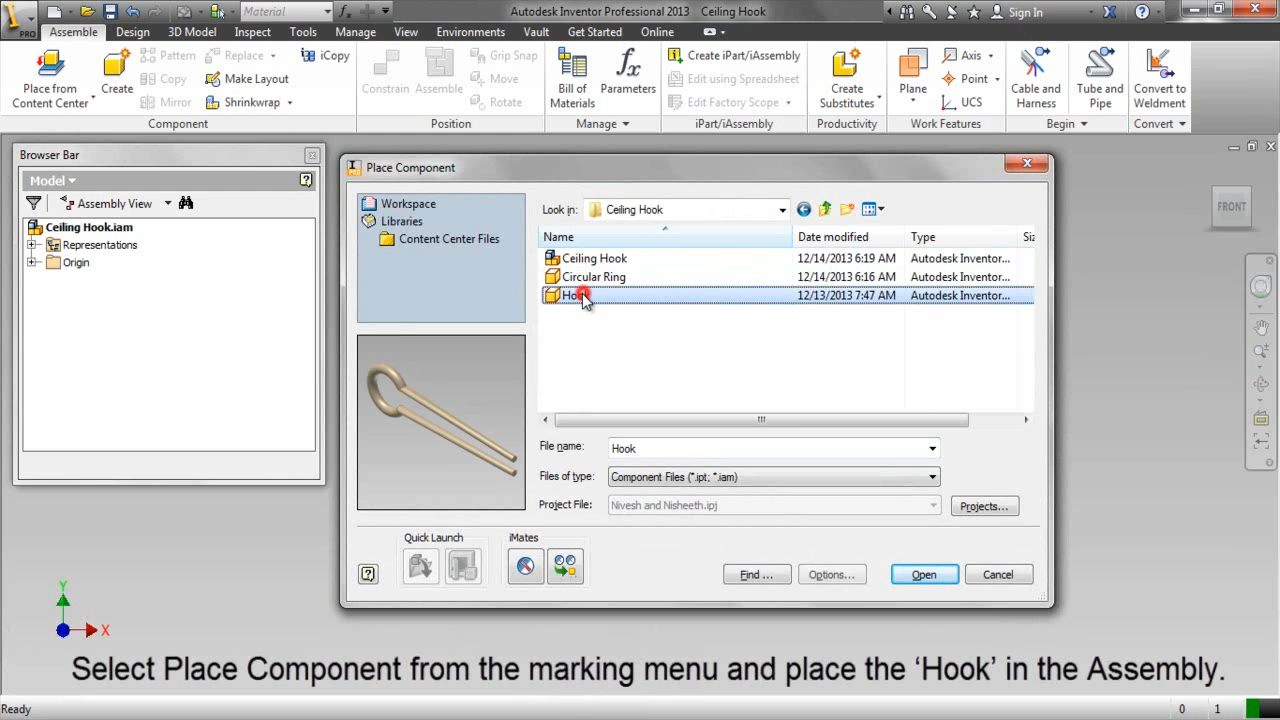 Material
Autodesk Inventor Professional 2013 Ceiling Hook
Sign In
PRO
Assemble Design 3D Model Inspect Tools Manage View Environments Vault Get Started Online
Place from
Content Center
Create
Pattern
Copy
Mirror
Replace
Make Layout
Shrinkwrap
iCopy
Component
Constrain
Assemble
Grip Snap
Move
Rotate
Position
Bill of
Materials
Parameters
Manage
Create iPart/iAssembly
Edit using Spreadsheet
Edit Factory Scope
iPart/iAssembly
Create
Substitutes
Productivity
Plane
Axis
Point
UCS
Work Features
Cable and
Harness
Tube and
Pipe
Begin
Convert to
Weldment
Convert
Browser Bar
Model
Assembly View
Ceiling Hook.iam
Representations
Origin
FRONT
Place Component
Workspace
Libraries
Content Center Files
Look in: Ceiling Hook
Name Date modified Type
Ceiling Hook 12/14/2013 6:19 AM Autodesk Inventor...
Circular Ring 12/14/2013 6:16 AM Autodesk Inventor...
12/13/2013 7:47 AM Autodesk Inventor...
File name: Hook
Files of type: Component Files (*.ipt; *.iam)
Project File: Nivesh and Nisheeth.ipj Projects...
Quick Launch iMates
Find ... Options... Open Cancel
Y
X
Select Place Component from the marking menu and place the ‘Hook’ in the Assembly.
Ready 0 1